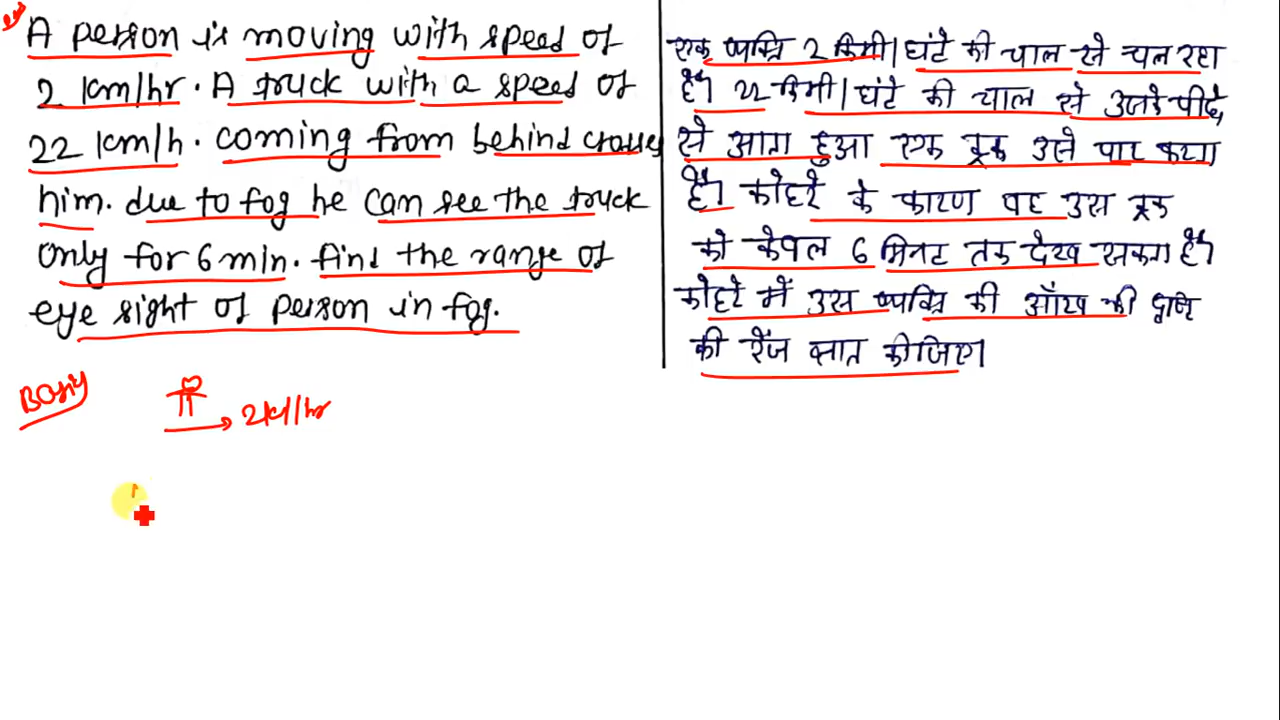 A person is moving with speed of
2 km/hr. A truck with a speed of
22 km/h. coming from behind crosses
him. due to fog he can see the truck
only for 6 min. find the range of
eye sight of person in fog.
एक व्यक्ति 2 किमी/घंटे की चाल से चल रहा
है। 22 किमी/घंटे की चाल से उसके पीछे
से आता हुआ एक ट्रक उसे पार करता
है। कोहरे के कारण वह उस ट्रक
को केवल 6 मिनट तक देख सकता है।
कोहरे में उस व्यक्ति की आँख की दृष्टि
की रेंज ज्ञात कीजिए।
2 km/hr